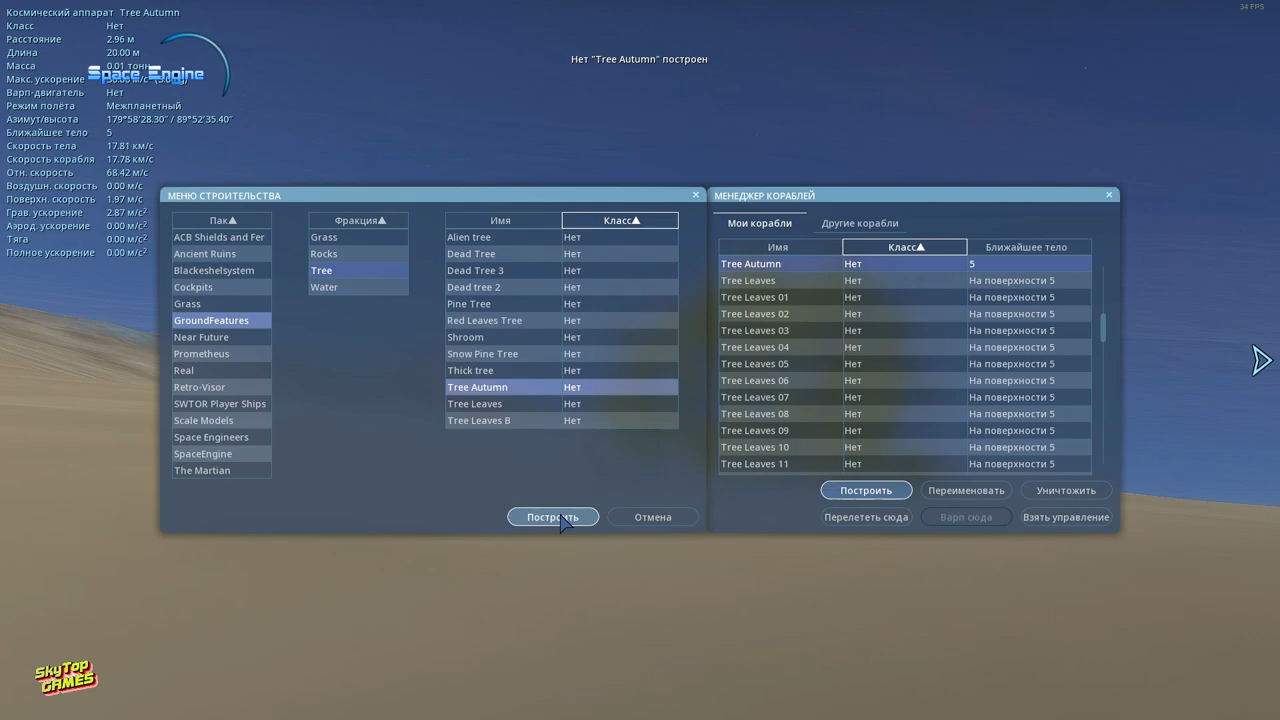 Космический аппарат Tree Autumn
Класс Нет
Расстояние 2.96 м
Длина 20.00 м
Масса 0.01 тонн
Макс. ускорение
Варп-двигатель Нет
Режим полёта Межпланетный
Азимут/высота 179°58'28.30" / 89°52'35.40"
Ближайшее тело 5
Скорость тела 17.81 км/с
Скорость корабля 17.78 км/с
Отн. скорость 68.42 м/с
Воздушн. скорость 0.00 м/с
Поверхн. скорость 1.97 м/с
Грав. ускорение 2.87 м/с²
Аэрод. ускорение 0.00 м/с²
Тяга 0.00 м/с²
Полное ускорение 0.00 м/с²
Space Engine
34 FPS
Нет "Tree Autumn" построен
МЕНЮ СТРОИТЕЛЬСТВА
Пак▲ Фракция▲ Имя Класс▲
ACB Shields and Fer Grass Alien tree Нет
Ancient Ruins Rocks Dead Tree Нет
Blackeshelsystem Tree Dead Tree 3 Нет
Cockpits Water Dead tree 2 Нет
Grass Pine Tree Нет
GroundFeatures Red Leaves Tree Нет
Near Future Shroom Нет
Prometheus Snow Pine Tree Нет
Real Thick tree Нет
Retro-Visor Tree Autumn Нет
SWTOR Player Ships Tree Leaves Нет
Scale Models Tree Leaves B Нет
Space Engineers
SpaceEngine
The Martian
Построить Отмена
МЕНЕДЖЕР КОРАБЛЕЙ
Мои корабли Другие корабли
Имя Класс▲ Ближайшее тело
Tree Autumn Нет 5
Tree Leaves Нет На поверхности 5
Tree Leaves 01 Нет На поверхности 5
Tree Leaves 02 Нет На поверхности 5
Tree Leaves 03 Нет На поверхности 5
Tree Leaves 04 Нет На поверхности 5
Tree Leaves 05 Нет На поверхности 5
Tree Leaves 06 Нет На поверхности 5
Tree Leaves 07 Нет На поверхности 5
Tree Leaves 08 Нет На поверхности 5
Tree Leaves 09 Нет На поверхности 5
Tree Leaves 10 Нет На поверхности 5
Tree Leaves 11 Нет На поверхности 5
Построить Переименовать Уничтожить
Перелететь сюда Варп сюда Взять управление
SkyTop
GAMES